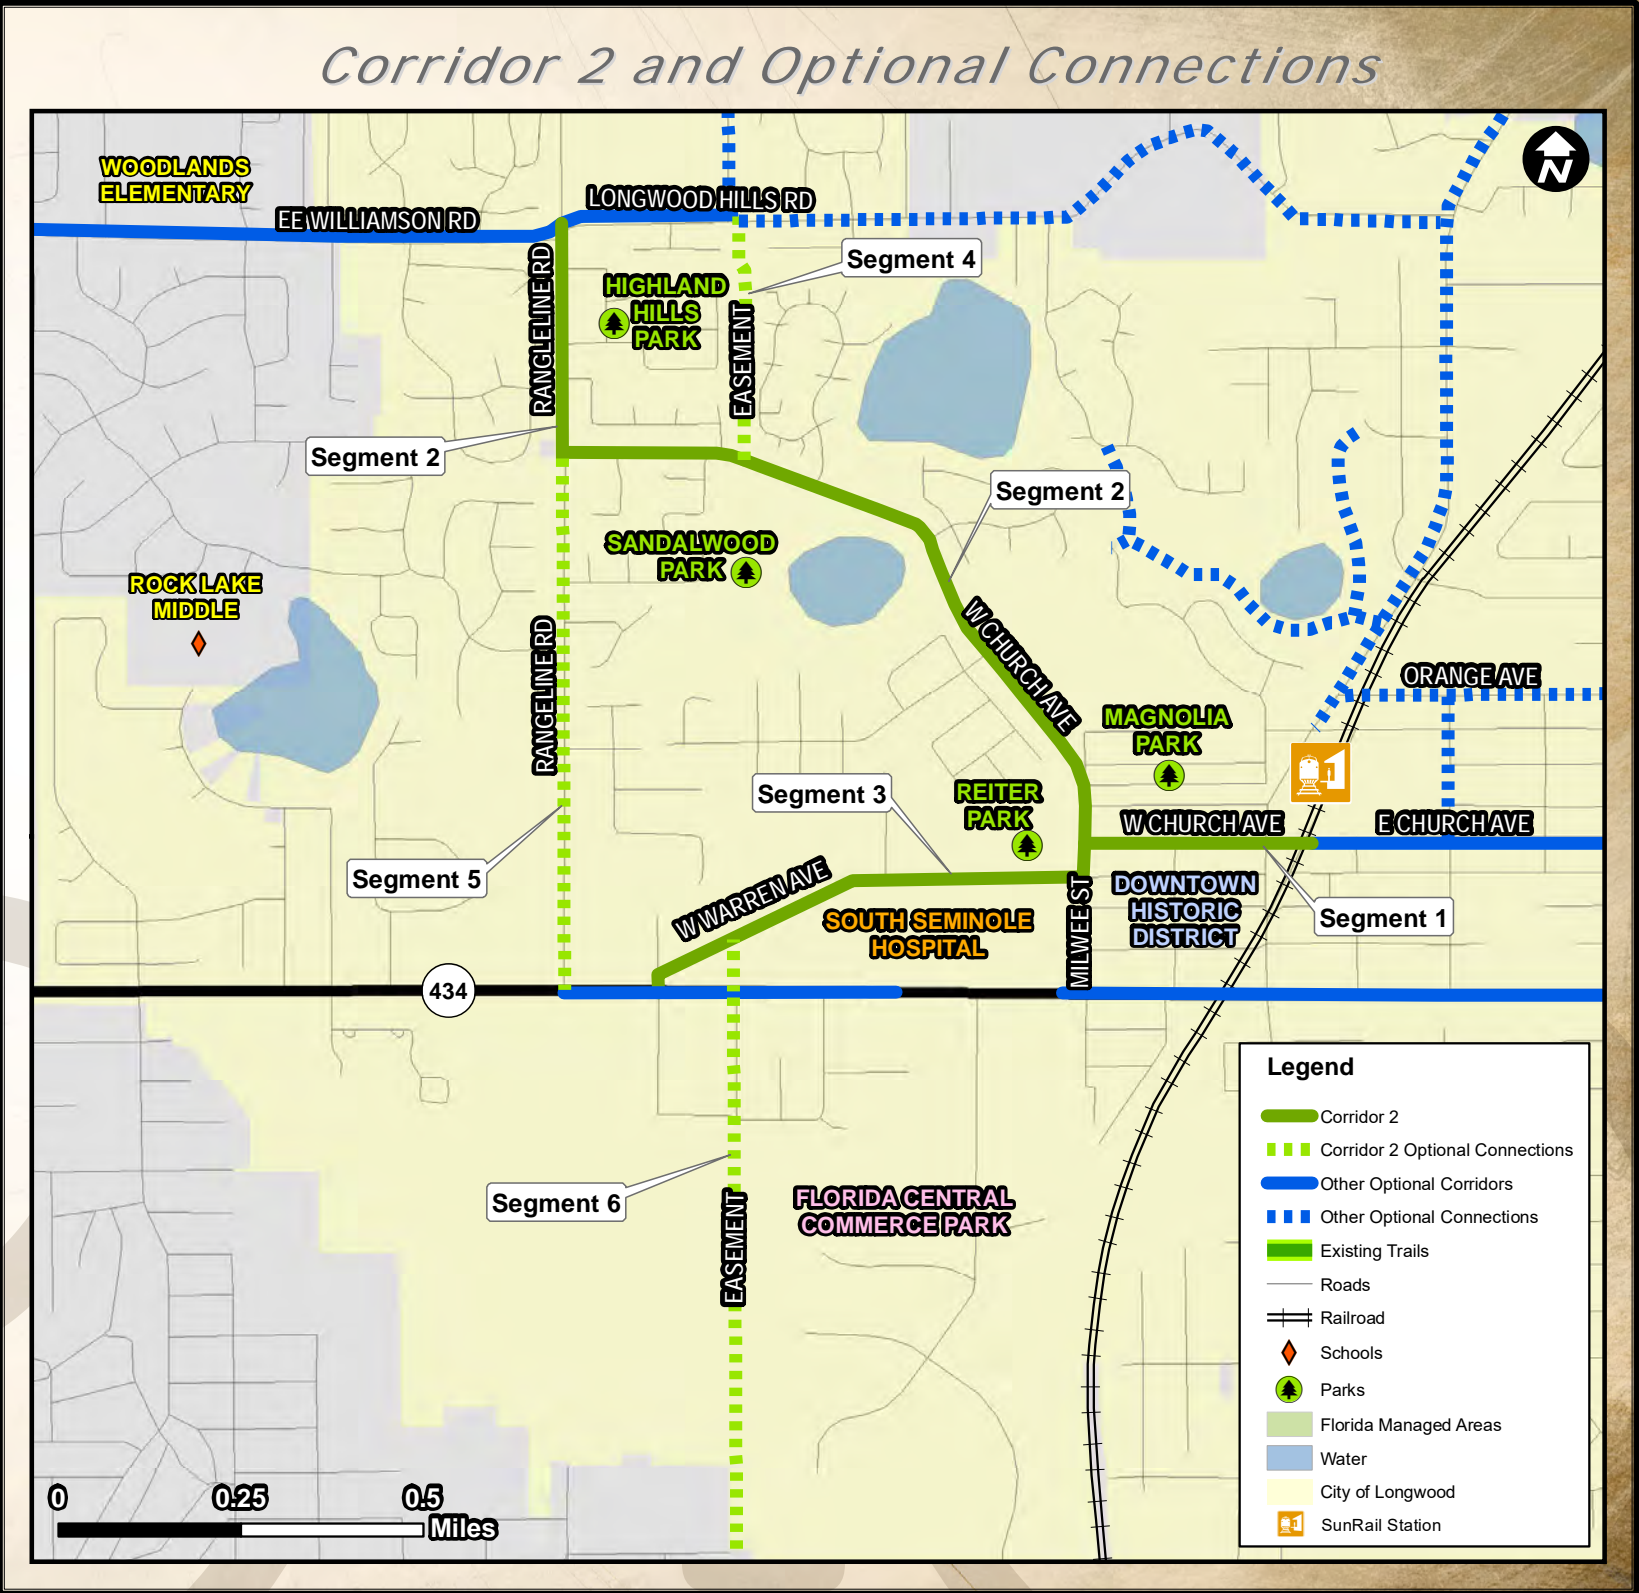 Corridor 2 and Optional Connections
WOODLANDS
ELEMENTARY
EE WILLIAMSON RD
LONGWOOD HILLS RD
N
RANGLELINE RD
HIGHLAND
HILLS
PARK
EASEMENT
Segment 4
Segment 2
Segment 2
SANDALWOOD
PARK
ROCK LAKE
MIDDLE
RANGELINE RD
W CHURCH AVE
ORANGE AVE
MAGNOLIA
PARK
Segment 3
REITER
PARK
W CHURCH AVE
E CHURCH AVE
Segment 5
W WARREN AVE
SOUTH SEMINOLE
HOSPITAL
MILWEE ST
DOWNTOWN
HISTORIC
DISTRICT
Segment 1
434
Segment 6
EASEMENT
FLORIDA CENTRAL
COMMERCE PARK
Legend
Corridor 2
Corridor 2 Optional Connections
Other Optional Corridors
Other Optional Connections
Existing Trails
Roads
Railroad
Schools
Parks
Florida Managed Areas
Water
City of Longwood
SunRail Station
0 0.25 0.5
Miles